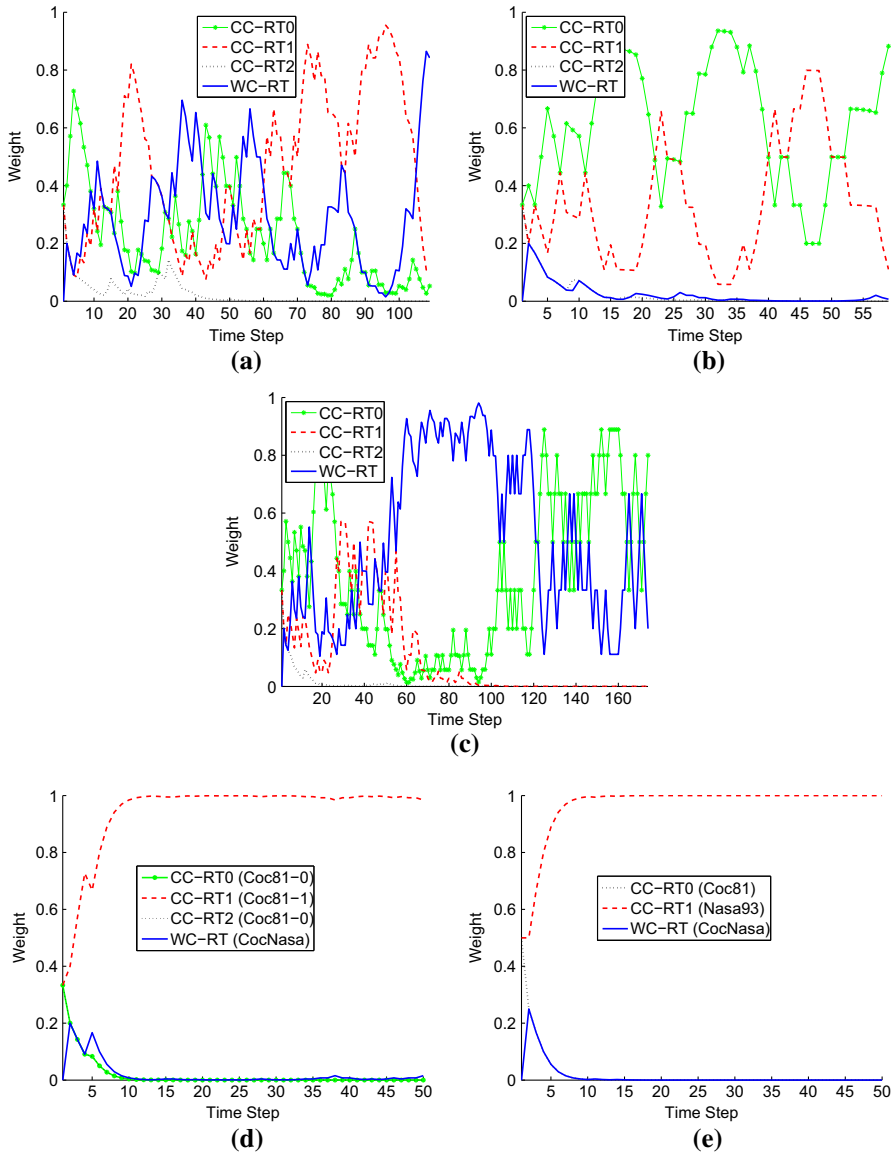 CC−RT0
CC−RT1
CC−RT2
WC−RT
Weight
1
0.8
0.6
0.4
0.2
0
10 20 30 40 50 60 70 80 90 100
Time Step
(a)
CC−RT0
CC−RT1
CC−RT2
WC−RT
Weight
1
0.8
0.6
0.4
0.2
0
5 10 15 20 25 30 35 40 45 50 55
Time Step
(b)
CC−RT0
CC−RT1
CC−RT2
WC−RT
Weight
1
0.8
0.6
0.4
0.2
0
20 40 60 80 100 120 140 160
Time Step
(c)
CC−RT0 (Coc81−0)
CC−RT1 (Coc81−1)
CC−RT2 (Coc81−0)
WC−RT (CocNasa)
Weight
1
0.8
0.6
0.4
0.2
0
5 10 15 20 25 30 35 40 45 50
Time Step
(d)
CC−RT0 (Coc81)
CC−RT1 (Nasa93)
WC−RT (CocNasa)
Weight
1
0.8
0.6
0.4
0.2
0
5 10 15 20 25 30 35 40 45 50
Time Step
(e)